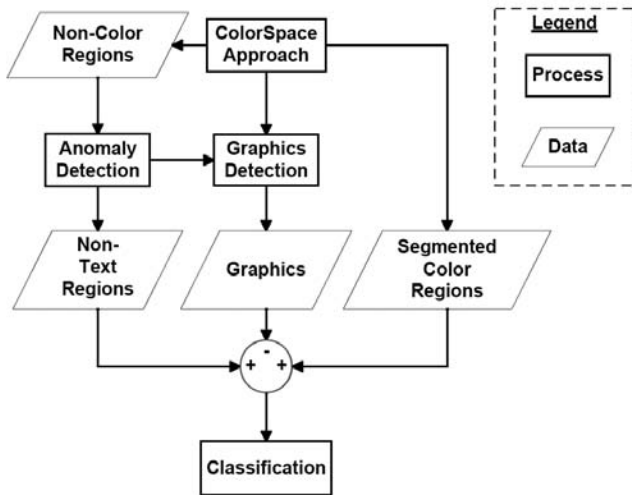 Non-Color
Regions
ColorSpace
Approach
Legend
Process
Data
Anomaly
Detection
Graphics
Detection
Non-
Text
Regions
Graphics
Segmented
Color
Regions
+ - +
Classification